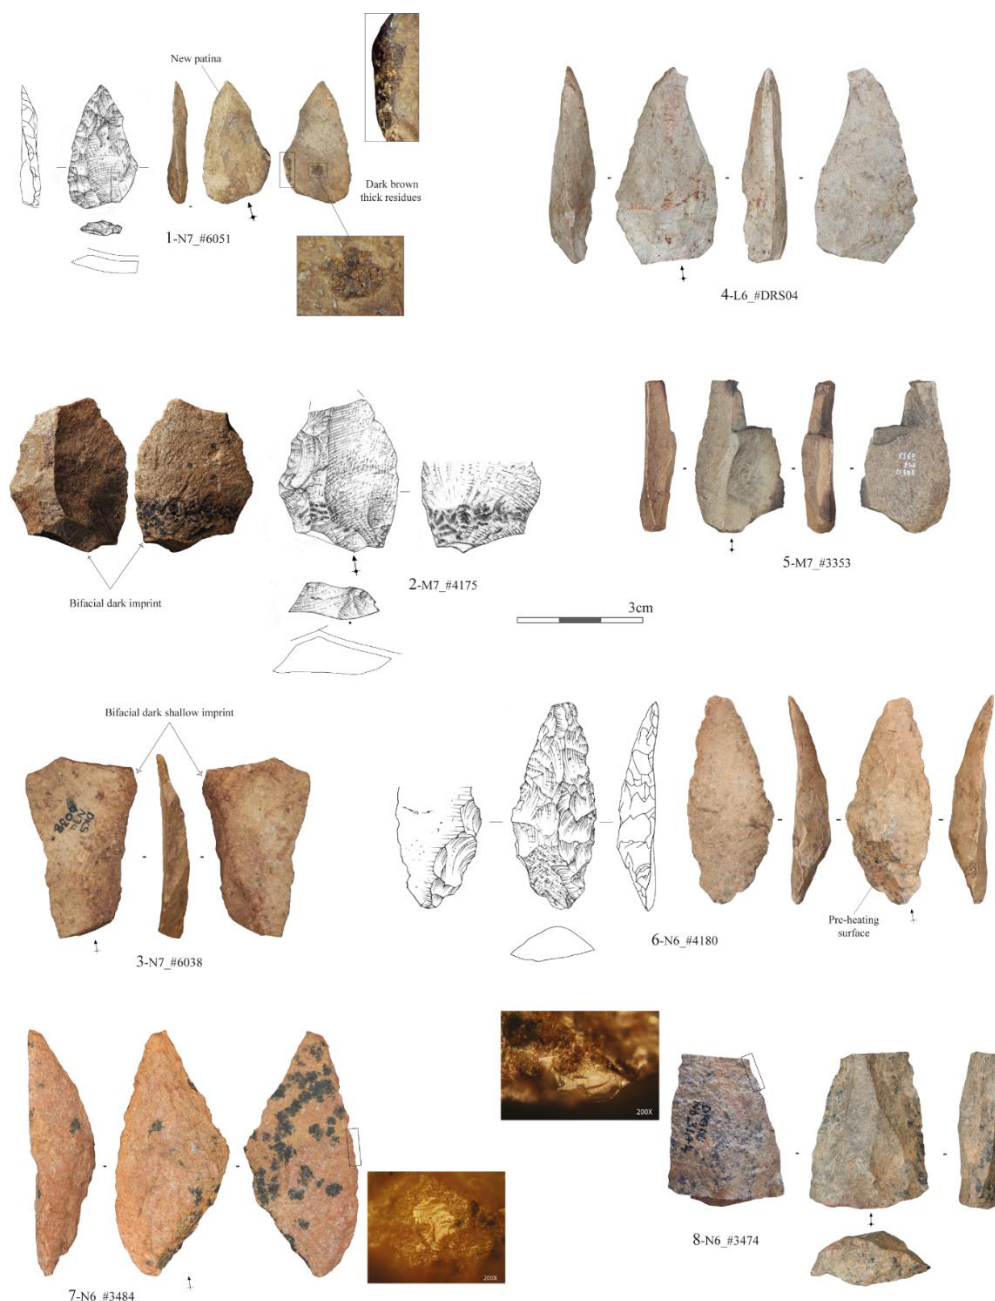 New patina
Dark brown
thick residues
1-N7_#6051
4-L6_#DRS04
Bifacial dark imprint
2-M7_#4175
3cm
5-M7_#3353
Bifacial dark shallow imprint
DKS
6038
3-N7_#6038
6-N6_#4180
Pre-heating
surface
200X
8-N6_#3474
200X
7-N6_#3484